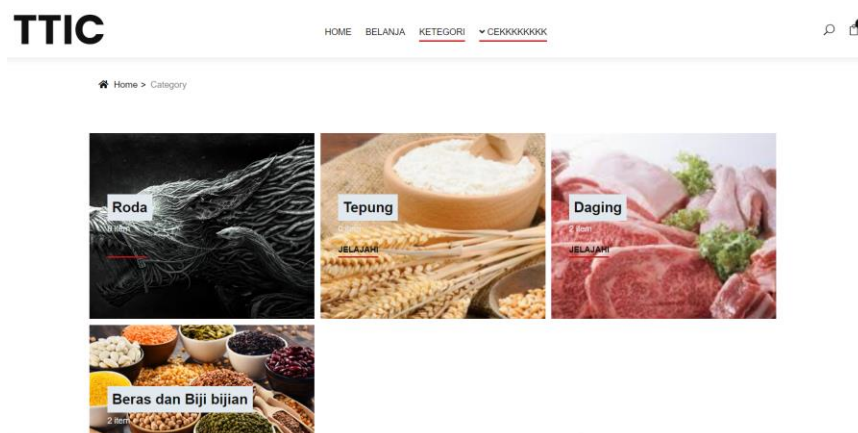 TTIC
HOME BELANJA KETEGORI CEKKKKKKKK
Home > Category
Roda
item
Tepung
JELAJAHI
Daging
2 item
JELAJAHI
Beras dan Biji bijian
2 item